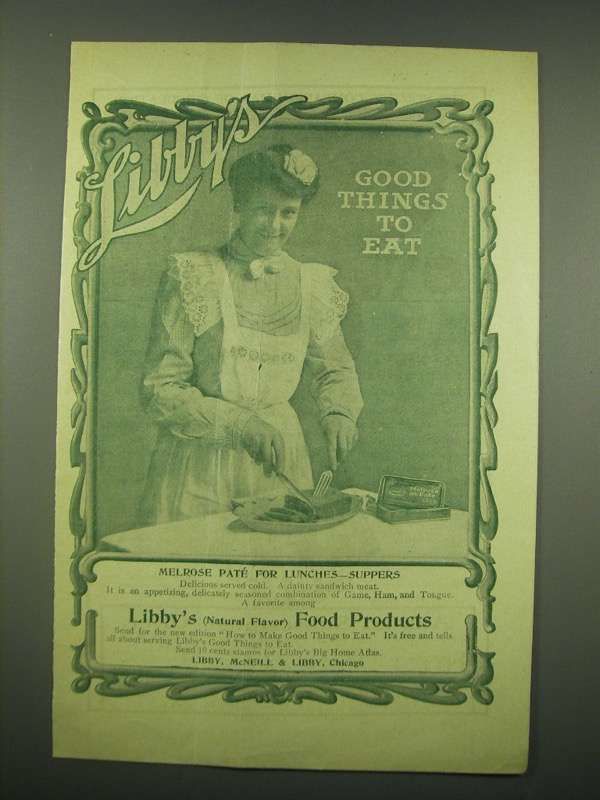 Libby's
GOOD
THINGS
TO
EAT
Melrose
Pate
MELROSE PATÉ FOR LUNCHES—SUPPERS
Delicious served cold. A dainty sandwich meat.
It is an appetizing, delicately seasoned combination of Game, Ham, and Tongue.
A favorite among
Libby's (Natural Flavor) Food Products
Send for the new edition "How to Make Good Things to Eat." It's free and tells
all about serving Libby's Good Things to Eat.
Send 10 cents stamps for Libby's Big Home Atlas.
LIBBY, McNEILL & LIBBY, Chicago